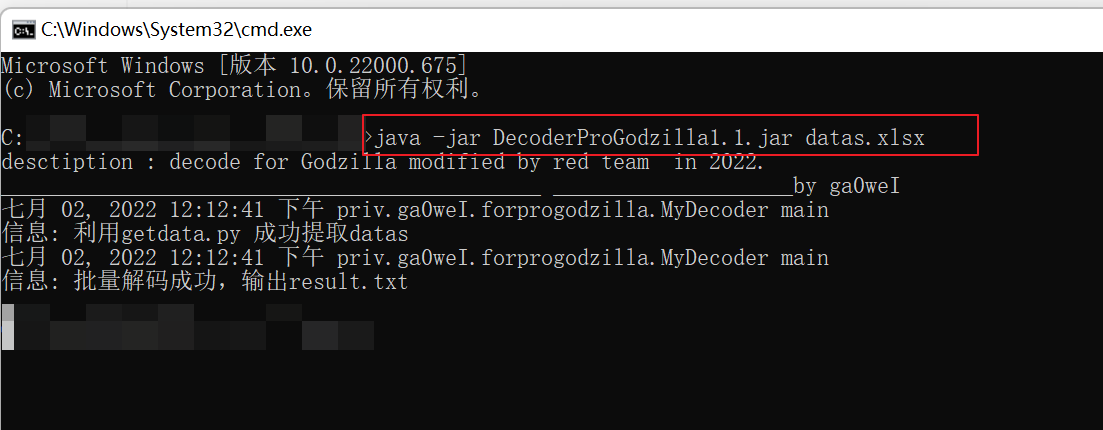 C:\Windows\System32\cmd.exe
Microsoft Windows [版本 10.0.22000.675]
(c) Microsoft Corporation。保留所有权利。
C:
>java -jar DecoderProGodzilla1.1.jar datas.xlsx
desctiption : decode for Godzilla modified by red team  in 2022.
_____________________________________________ ____________________by ga0weI
七月 02, 2022 12:12:41 下午 priv.ga0weI.forprogodzilla.MyDecoder main
信息: 利用getdata.py 成功提取datas
七月 02, 2022 12:12:41 下午 priv.ga0weI.forprogodzilla.MyDecoder main
信息: 批量解码成功，输出result.txt